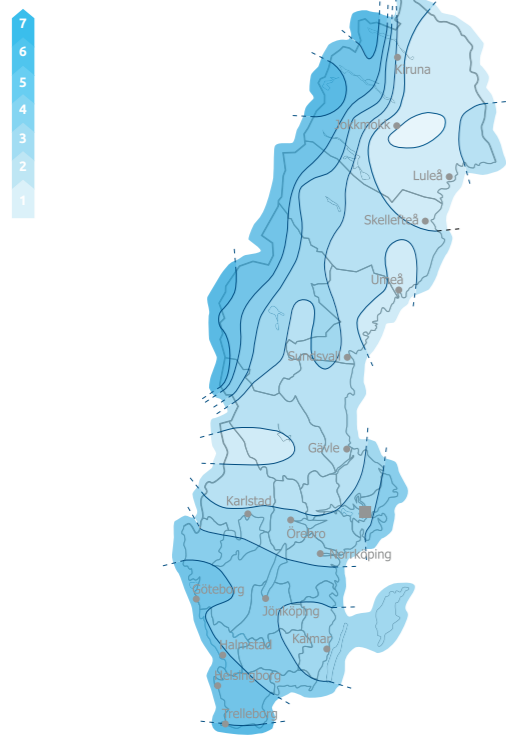 7
6
5
4
3
2
1
Kiruna
Jokkmokk
Luleå
Skellefteå
Umeå
Sundsvall
Gävle
Karlstad
Örebro
Norrköping
Göteborg
Jönköping
Kalmar
Halmstad
Helsingborg
Trelleborg